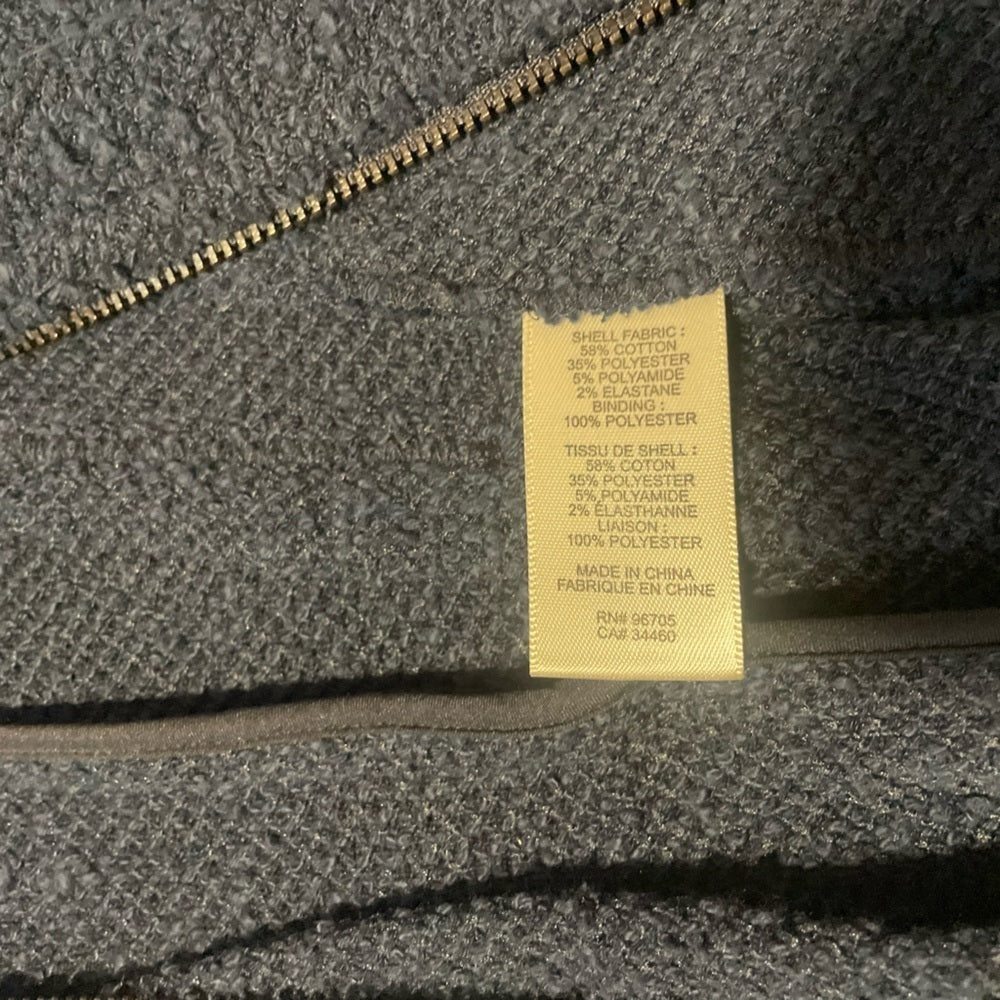 SHELL FABRIC :
58% COTTON
35% POLYESTER
5% POLYAMIDE
2% ELASTANE
BINDING :
100% POLYESTER
TISSU DE SHELL :
58% COTON
35% POLYESTER
5% POLYAMIDE
2% ÉLASTHANNE
LIAISON :
100% POLYESTER
MADE IN CHINA
FABRIQUE EN CHINE
RN# 96705
CA# 34460